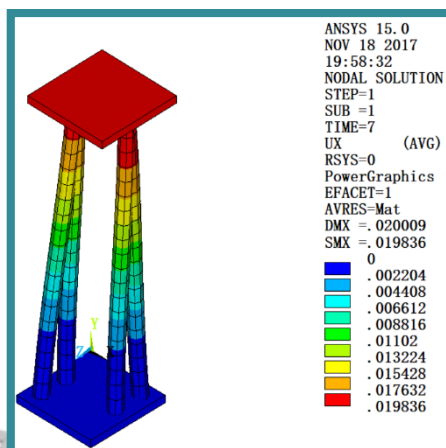 ANSYS 15.0
NOV 18 2017
19:58:32
NODAL SOLUTION
STEP=1
SUB =1
TIME=7
UX (AVG)
RSYS=0
PowerGraphics
EFACET=1
AVRES=Mat
DMX =.020009
SMX =.019836
0
.002204
.004408
.006612
.008816
.01102
.013224
.015428
.017632
.019836
Y
Z